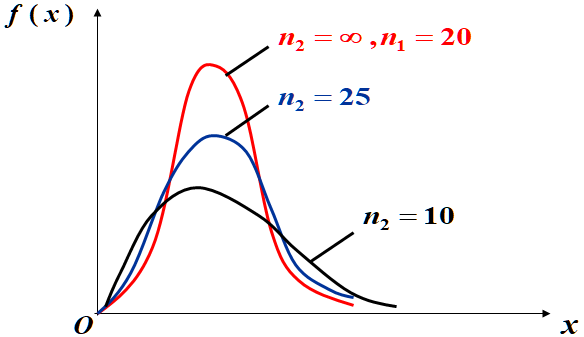 f ( x )
n₂ = ∞ , n₁ = 20
n₂ = 25
n₂ = 10
O
x